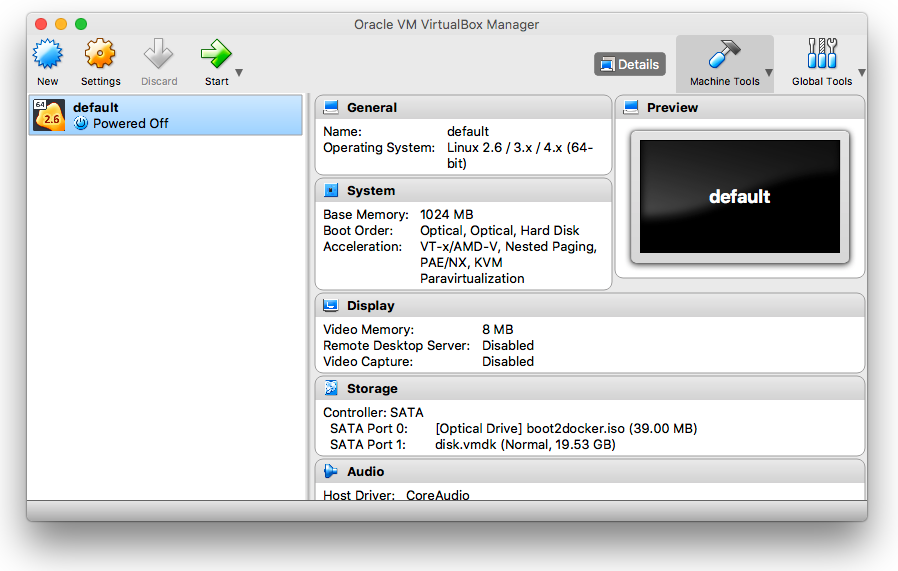 Oracle VM VirtualBox Manager
New
Settings
Discard
Start
Details
Machine Tools
Global Tools
64
2.6
default
Powered Off
General
Name: default
Operating System: Linux 2.6 / 3.x / 4.x (64-
bit)
System
Base Memory: 1024 MB
Boot Order: Optical, Optical, Hard Disk
Acceleration: VT-x/AMD-V, Nested Paging,
PAE/NX, KVM
Paravirtualization
Preview
default
Display
Video Memory: 8 MB
Remote Desktop Server: Disabled
Video Capture: Disabled
Storage
Controller: SATA
SATA Port 0: [Optical Drive] boot2docker.iso (39.00 MB)
SATA Port 1: disk.vmdk (Normal, 19.53 GB)
Audio
Host Driver: CoreAudio